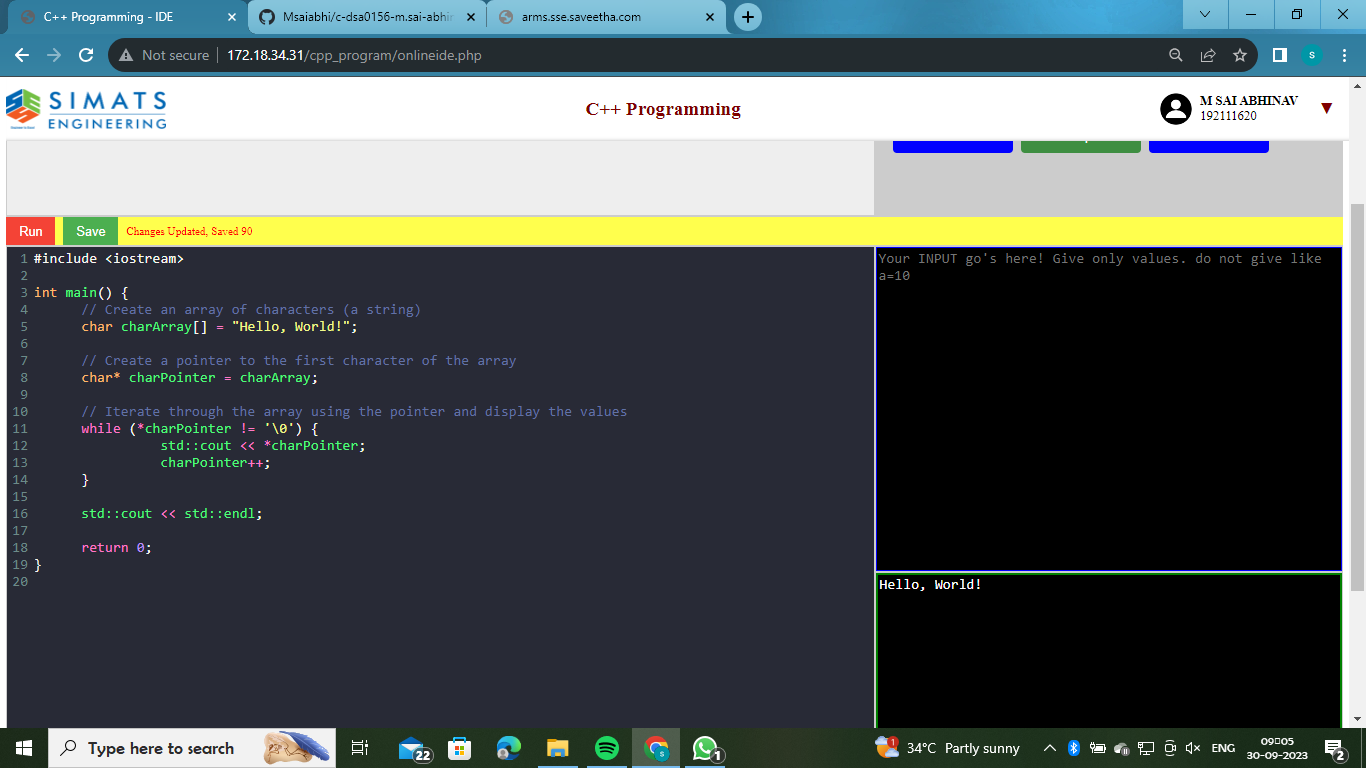 C++ Programming - IDE
Msaiabhi/c-dsa0156-m.sai-abhin
arms.sse.saveetha.com
Not secure
172.18.34.31/cpp_program/onlineide.php
S
SIMATS
ENGINEERING
C++ Programming
M SAI ABHINAV
192111620
Run
Save
Changes Updated, Saved 90
1 #include <iostream>
2
3 int main() {
4 // Create an array of characters (a string)
5 char charArray[] = "Hello, World!";
6
7 // Create a pointer to the first character of the array
8 char* charPointer = charArray;
9
10 // Iterate through the array using the pointer and display the values
11 while (*charPointer != '\0') {
12 std::cout << *charPointer;
13 charPointer++;
14 }
15
16 std::cout << std::endl;
17
18 return 0;
19 }
20
Your INPUT go's here! Give only values. do not give like
a=10
Hello, World!
Type here to search
22
S
1
1
34°C Partly sunny
ENG
09▯05
30-09-2023
2